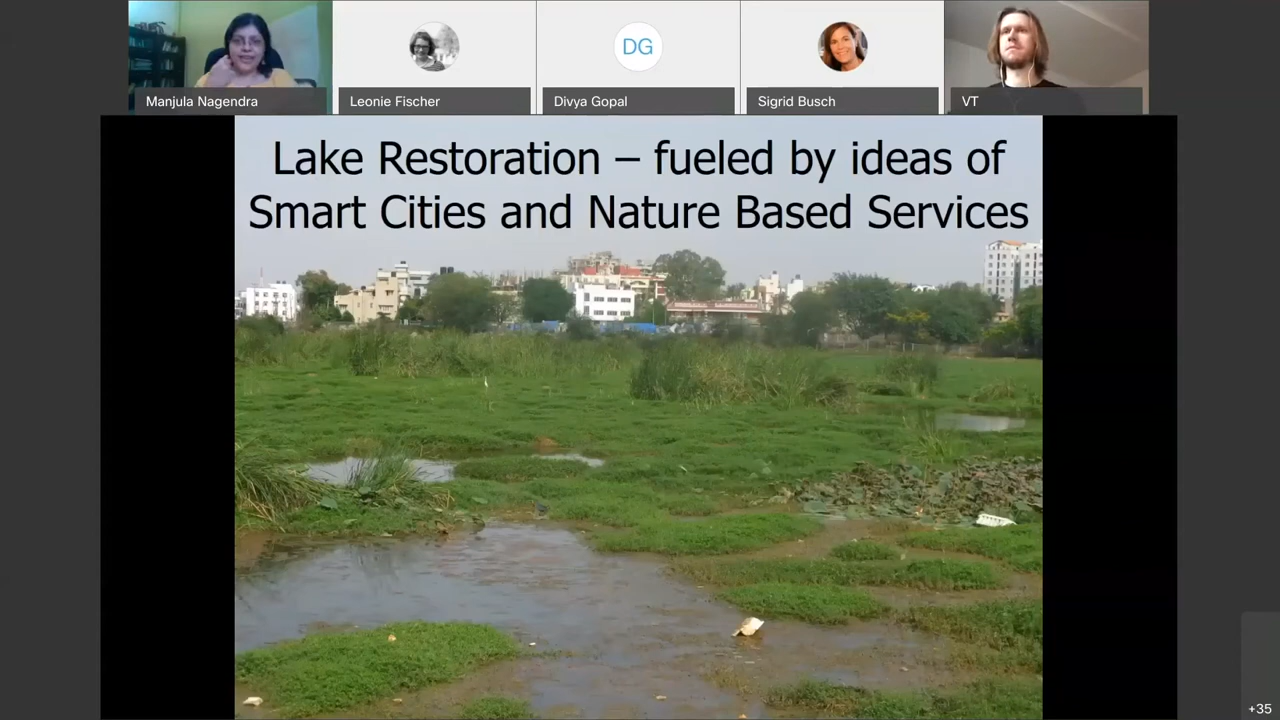 Manjula Nagendra
Leonie Fischer
DG
Divya Gopal
Sigrid Busch
VT
Lake Restoration – fueled by ideas of
Smart Cities and Nature Based Services
+35